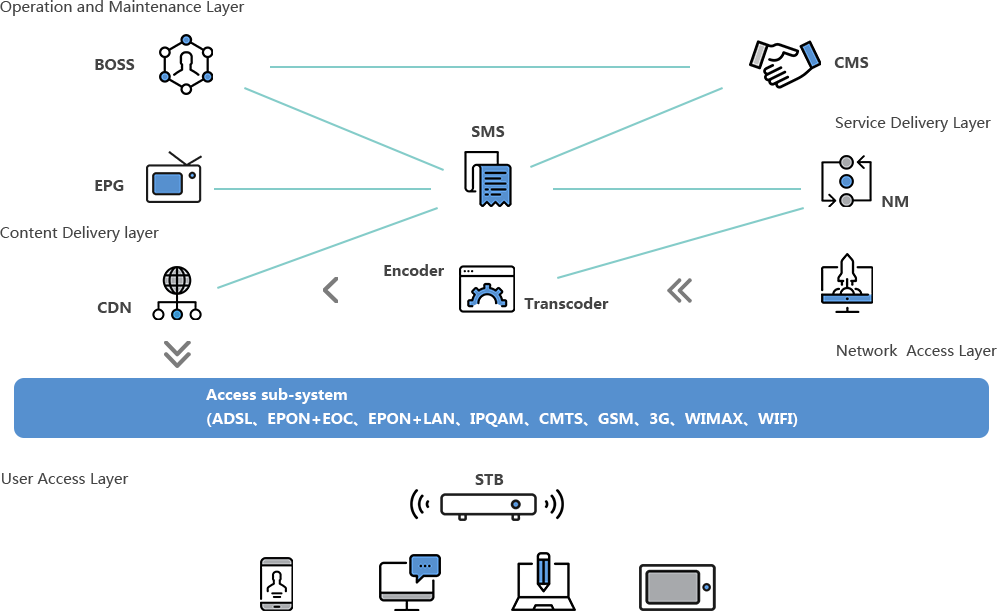 Operation and Maintenance Layer
BOSS
CMS
Service Delivery Layer
SMS
EPG
NM
Content Delivery layer
Encoder
Transcoder
CDN
Network  Access Layer
Access sub-system
(ADSL、EPON+EOC、EPON+LAN、IPQAM、CMTS、GSM、3G、WIMAX、WIFI)
User Access Layer
STB